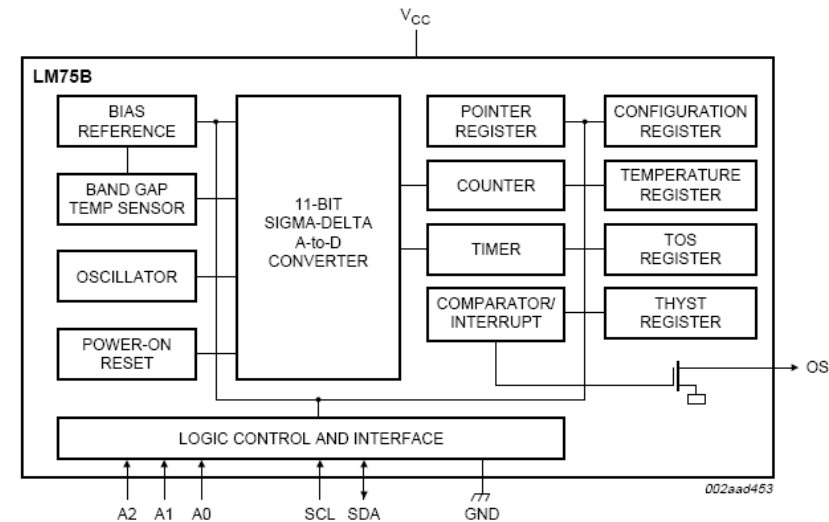 VCC
LM75B
BIAS
REFERENCE
BAND GAP
TEMP SENSOR
OSCILLATOR
POWER-ON
RESET
11-BIT
SIGMA-DELTA
A-to-D
CONVERTER
POINTER
REGISTER
CONFIGURATION
REGISTER
COUNTER
TEMPERATURE
REGISTER
TIMER
TOS
REGISTER
COMPARATOR/
INTERRUPT
THYST
REGISTER
OS
LOGIC CONTROL AND INTERFACE
002aad453
A2 A1 A0 SCL SDA GND